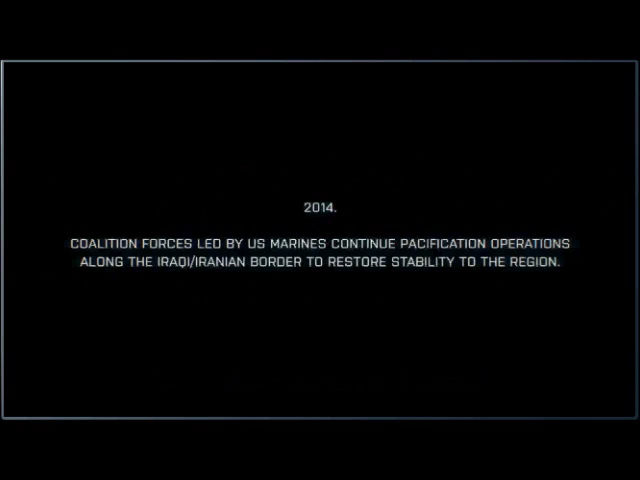 2014.
COALITION FORCES LED BY US MARINES CONTINUE PACIFICATION OPERATIONS
ALONG THE IRAQI/IRANIAN BORDER TO RESTORE STABILITY TO THE REGION.